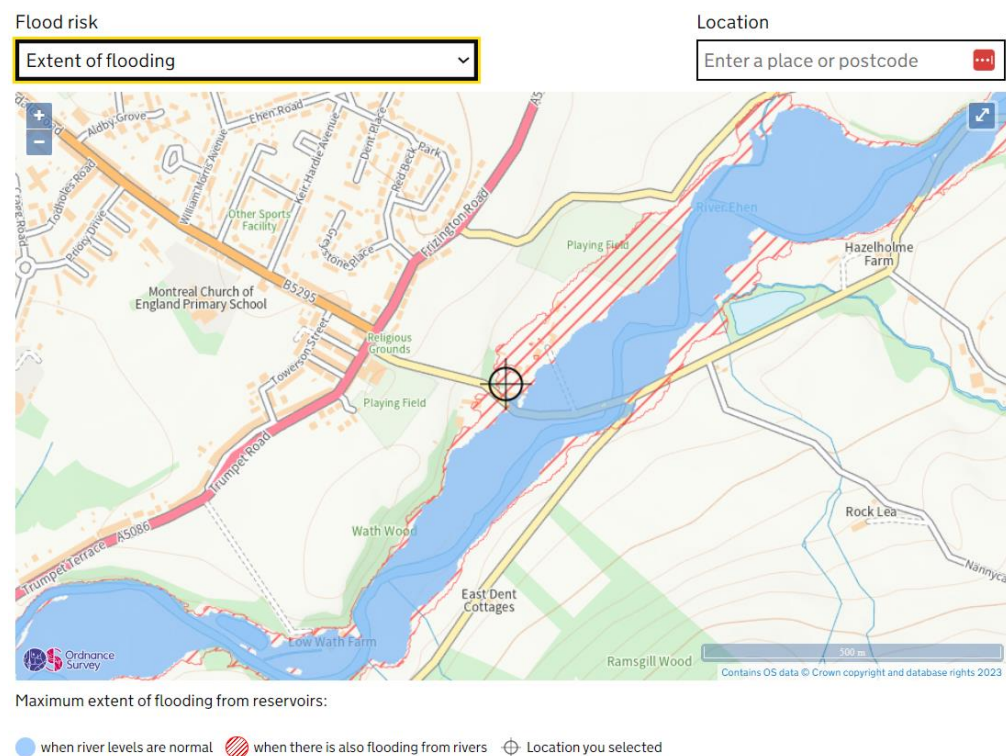 Flood risk
Location
Extent of flooding
Enter a place or postcode
+
−
Aldby Grove
Ehen Road
Dent Place
Park
Red Beck
Keir Hardie Avenue
William Morris Avenue
Todholes Road
Priory Drive
Other Sports
Facility
Grey
stone Place
Frizington Road
River Ehen
Playing Field
Hazelholme
Farm
Montreal Church of
England Primary School
B5295
Religious
Grounds
Towerson Street
Playing Field
Trumpet Road
Rock Lea
Wath Wood
A5086
Trumpet Terrace
East Dent
Cottages
Low Wath Farm
Ramsgill Wood
Ordnance
Survey
500 m
Contains OS data © Crown copyright and database rights 2023
Maximum extent of flooding from reservoirs:
when river levels are normal
when there is also flooding from rivers
Location you selected